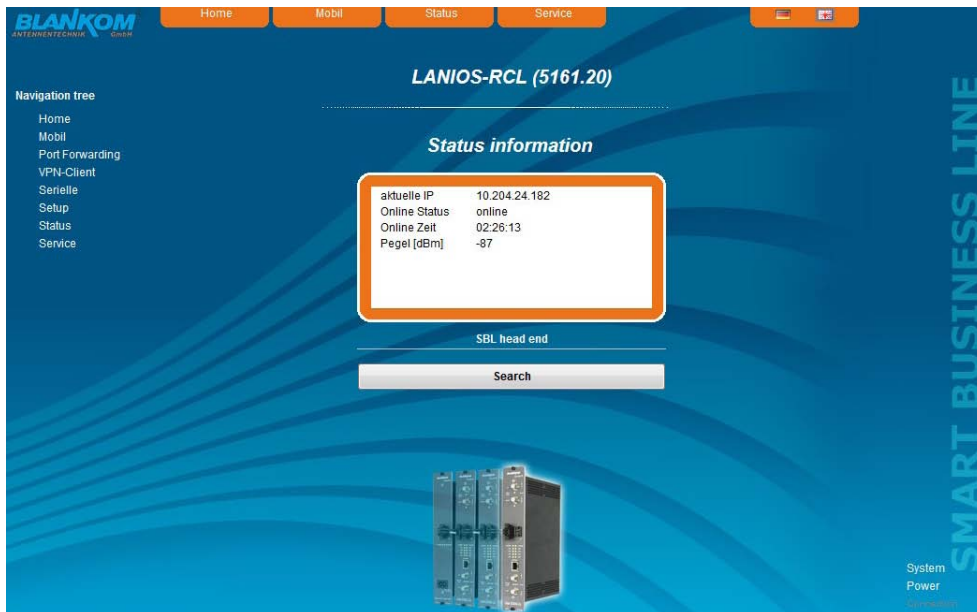 BLANKOM
ANTENNENTECHNIK GmbH
Home Mobil Status Service
LANIOS-RCL (5161.20)
Navigation tree
Home
Mobil
Port Forwarding
VPN-Client
Serielle
Setup
Status
Service
Status information
aktuelle IP 10.204.24.182
Online Status online
Online Zeit 02:26:13
Pegel [dBm] -87
SBL head end
Search
SMART BUSINESS LINE
System
Power